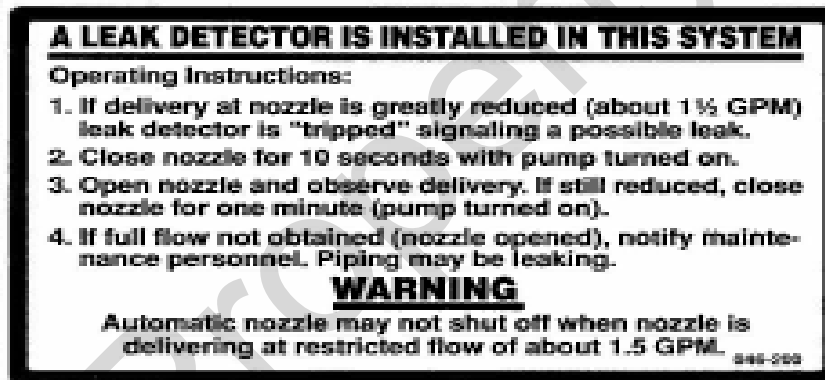 A LEAK DETECTOR IS INSTALLED IN THIS SYSTEM
Operating Instructions:
1. If delivery at nozzle is greatly reduced (about 1½ GPM)
leak detector is "tripped" signaling a possible leak.
2. Close nozzle for 10 seconds with pump turned on.
3. Open nozzle and observe delivery. If still reduced, close
nozzle for one minute (pump turned on).
4. If full flow not obtained (nozzle opened), notify mainte-
nance personnel. Piping may be leaking.
WARNING
Automatic nozzle may not shut off when nozzle is
delivering at restricted flow of about 1.5 GPM.